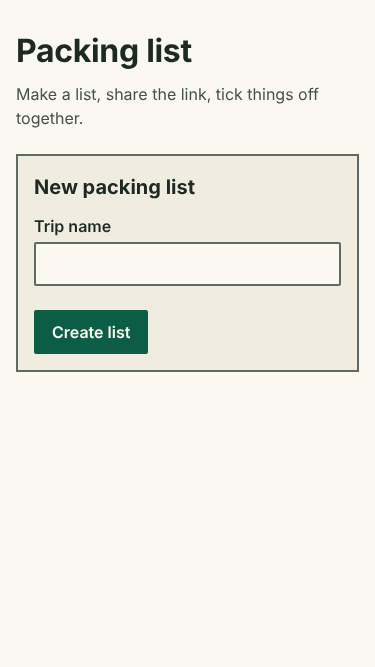 Packing list
Make a list, share the link, tick things off
together.
New packing list
Trip name
Create list